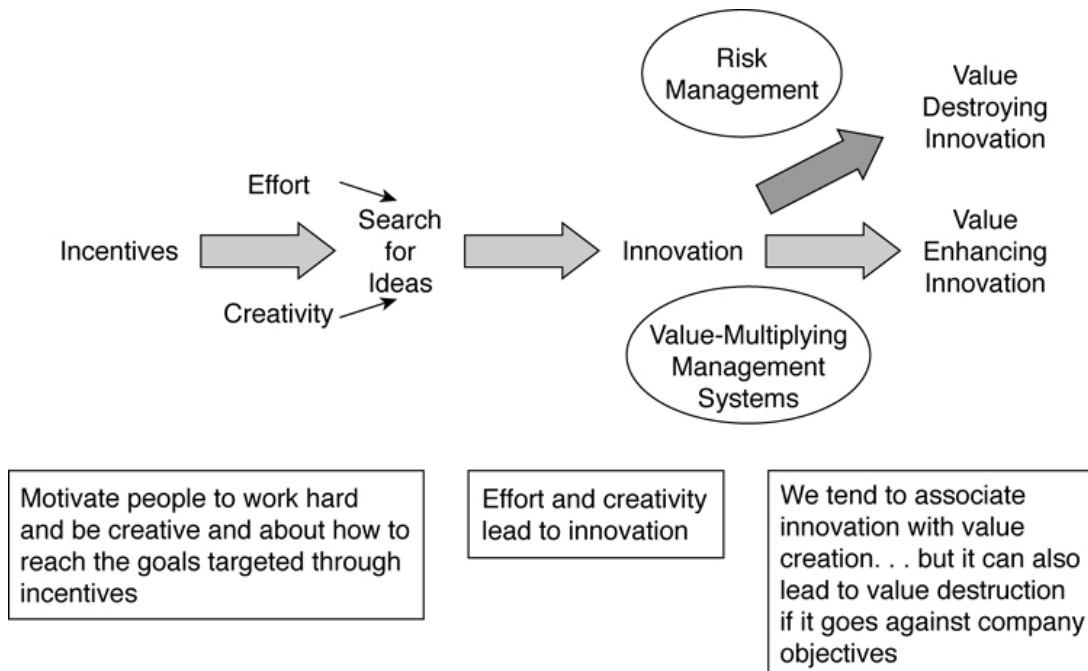 Risk
Management
Value
Destroying
Innovation
Effort
Search
for
Ideas
Incentives
Creativity
Innovation
Value
Enhancing
Innovation
Value-Multiplying
Management
Systems
Motivate people to work hard
and be creative and about how to
reach the goals targeted through
incentives
Effort and creativity
lead to innovation
We tend to associate
innovation with value
creation. . . but it can also
lead to value destruction
if it goes against company
objectives